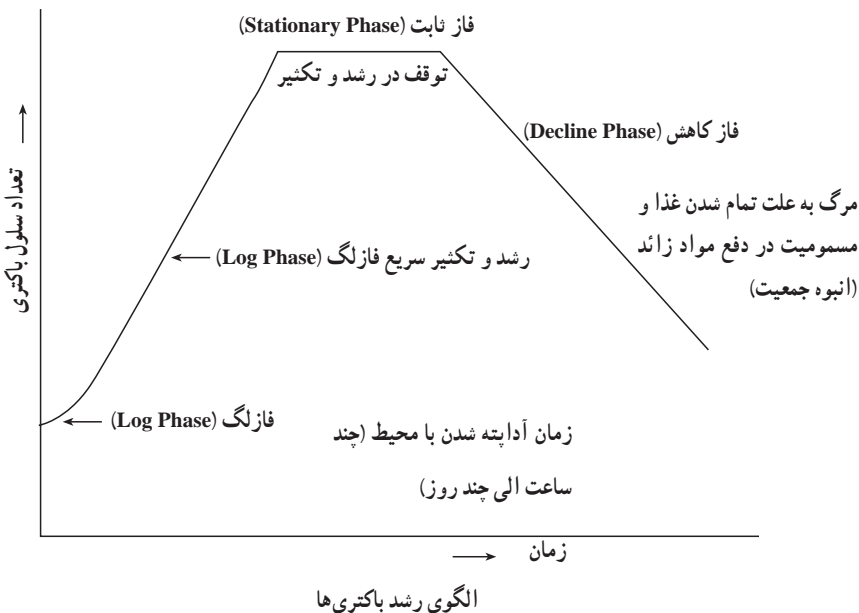 فاز ثابت (Stationary Phase)
توقف در رشد و تکثیر
فاز کاهش (Decline Phase)
مرگ به علت تمام شدن غذا و
مسمومیت در دفع مواد زائد
(انبوه جمعیت)
تعداد سلول باکتری
رشد و تکثیر سریع فازلگ (Log Phase)
فازلگ (Log Phase)
زمان آداپته شدن با محیط (چند
ساعت الی چند روز)
زمان
الگوی رشد باکتری‌ها